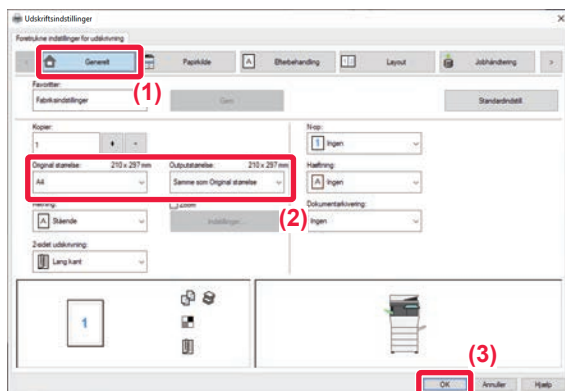 Udskriftsindstillinger
Foretrukne indstillinger for udskrivning
Generelt
Papirkilde
Efterbehandling
Layout
Jobhåndtering
(1)
Favoritter:
Fabriksindstillinger
Gem
Standardindstill.
Kopier:
1
N-op:
1 Ingen
Original størrelse: 210 x 297 mm
Outputstørrelse: 210 x 297 mm
A4
Samme som Original størrelse
Hæftning:
A Ingen
(2)
Retning:
A Stående
Zoom
Indstillinger...
Dokumentarkivering:
Ingen
2-sidet udskrivning:
Lang kant
1
(3)
OK
Annuller
Hjælp